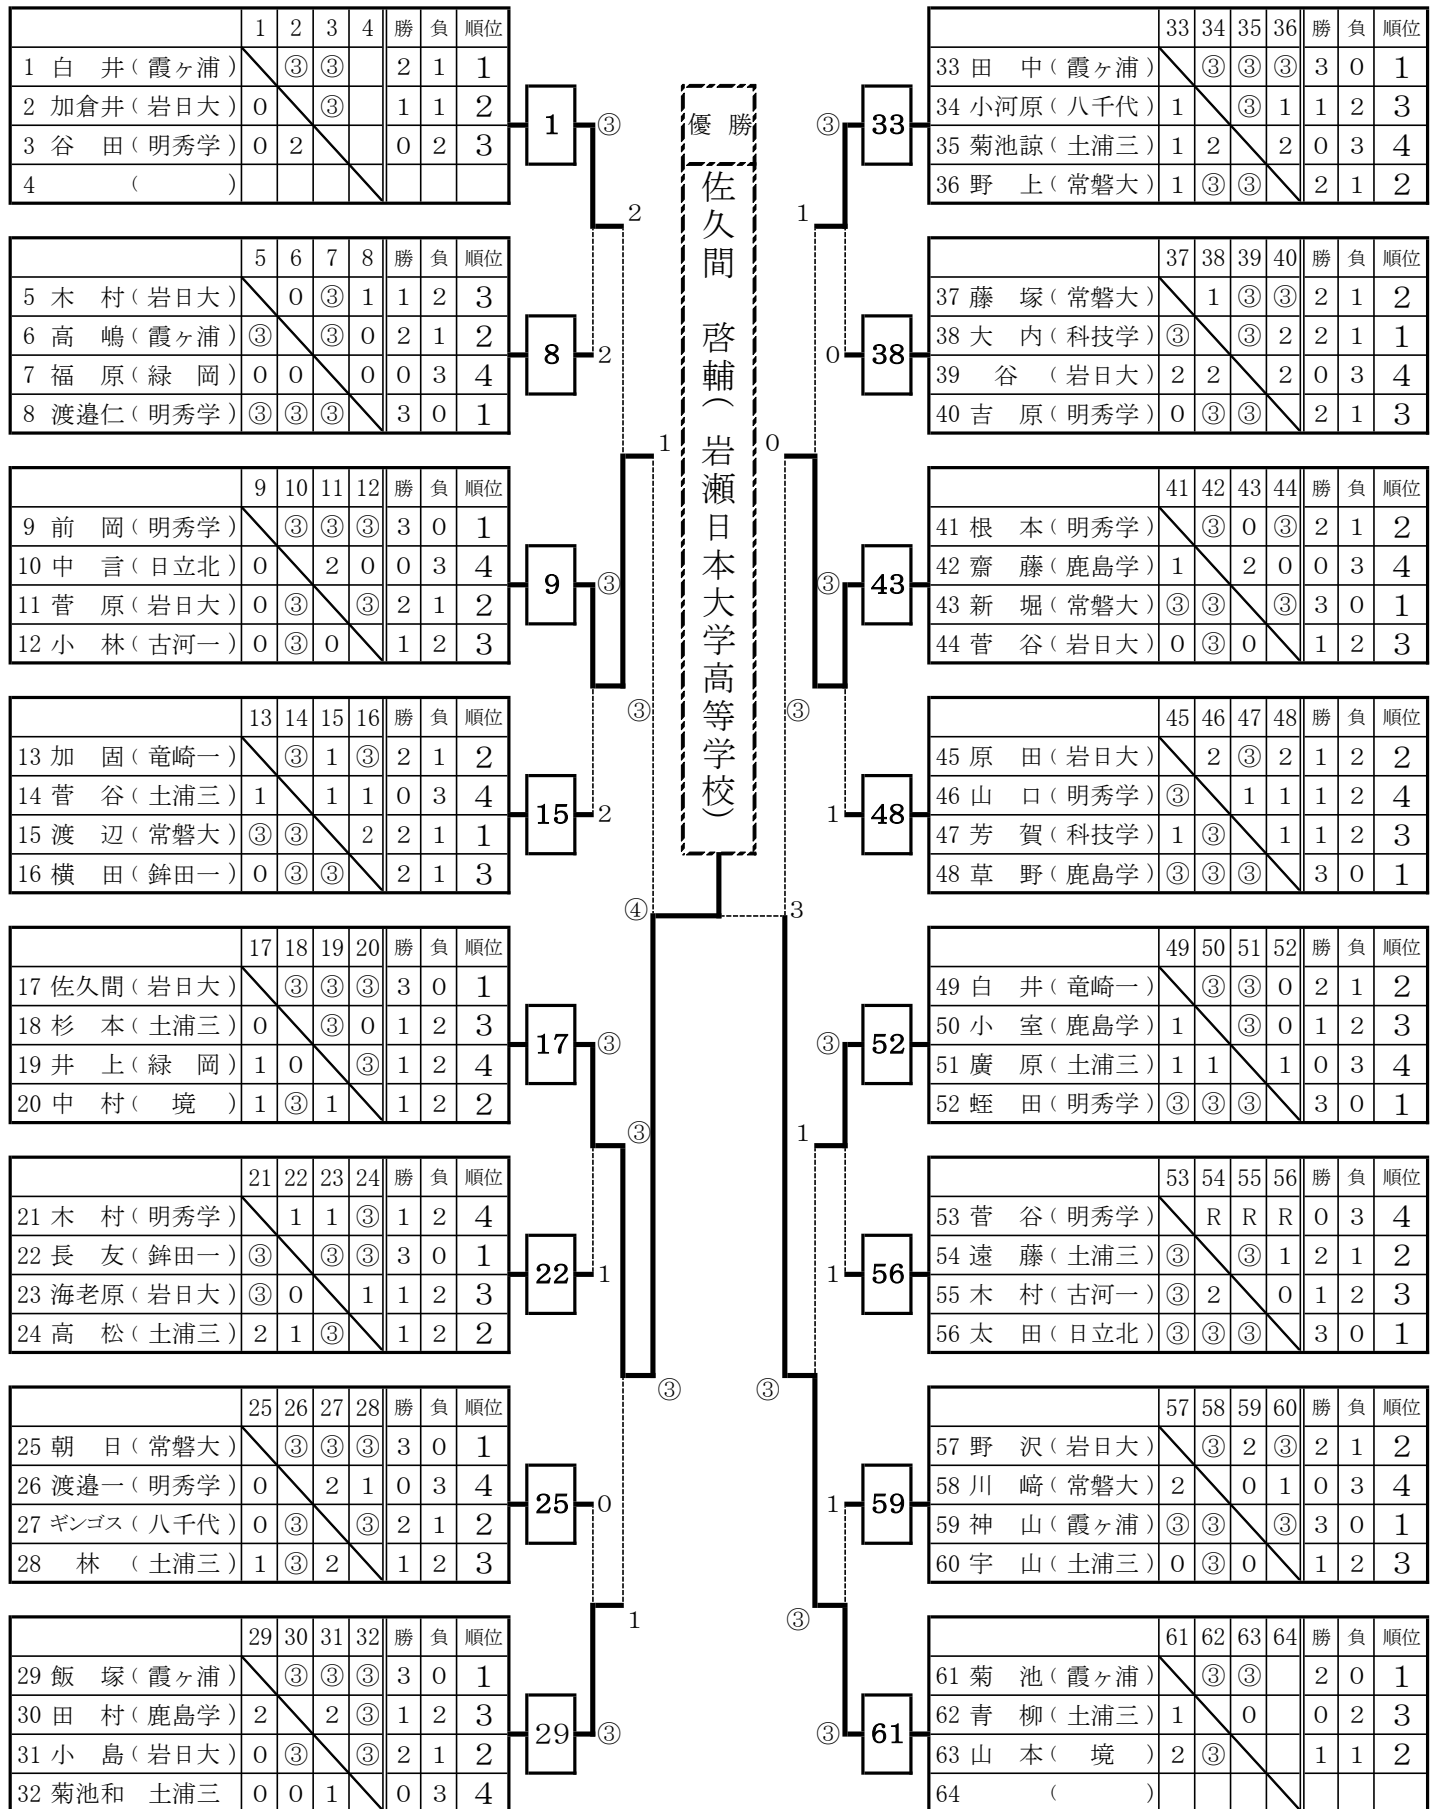 1 2 3 4 勝 負 順位
1 白 井(霞ヶ浦) ③ ③ 2 1 1
2 加倉井(岩日大) 0 ③ 1 1 2
3 谷 田(明秀学) 0 2 0 2 3
4 ( )
1 ③
2
5 6 7 8 勝 負 順位
5 木 村(岩日大) 0 ③ 1 1 2 3
6 高 嶋(霞ヶ浦) ③ ③ 0 2 1 2
7 福 原(緑 岡) 0 0 0 0 3 4
8 渡邉仁(明秀学) ③ ③ ③ 3 0 1
8 2
1
9 10 11 12 勝 負 順位
9 前 岡(明秀学) ③ ③ ③ 3 0 1
10 中 言(日立北) 0 2 0 0 3 4
11 菅 原(岩日大) 0 ③ ③ 2 1 2
12 小 林(古河一) 0 ③ 0 1 2 3
9 ③
③
13 14 15 16 勝 負 順位
13 加 固(竜崎一) ③ 1 ③ 2 1 2
14 菅 谷(土浦三) 1 1 1 0 3 4
15 渡 辺(常磐大) ③ ③ 2 2 1 1
16 横 田(鉾田一) 0 ③ ③ 2 1 3
15 2
④
17 18 19 20 勝 負 順位
17 佐久間(岩日大) ③ ③ ③ 3 0 1
18 杉 本(土浦三) 0 ③ 0 1 2 3
19 井 上(緑 岡) 1 0 ③ 1 2 4
20 中 村( 境 ) 1 ③ 1 1 2 2
17 ③
③
21 22 23 24 勝 負 順位
21 木 村(明秀学) 1 1 ③ 1 2 4
22 長 友(鉾田一) ③ ③ ③ 3 0 1
23 海老原(岩日大) ③ 0 1 1 2 3
24 高 松(土浦三) 2 1 ③ 1 2 2
22 1
③
25 26 27 28 勝 負 順位
25 朝 日(常磐大) ③ ③ ③ 3 0 1
26 渡邉一(明秀学) 0 2 1 0 3 4
27 ギンゴス(八千代) 0 ③ ③ 2 1 2
28 林 (土浦三) 1 ③ 2 1 2 3
25 0
1
29 30 31 32 勝 負 順位
29 飯 塚(霞ヶ浦) ③ ③ ③ 3 0 1
30 田 村(鹿島学) 2 2 ③ 1 2 3
31 小 島(岩日大) 0 ③ ③ 2 1 2
32 菊池和 土浦三 0 0 1 0 3 4
29 ③
優 勝
佐久間 啓輔(岩瀬日本大学高等学校)
33 34 35 36 勝 負 順位
33 田 中(霞ヶ浦) ③ ③ ③ 3 0 1
34 小河原(八千代) 1 ③ 1 1 2 3
35 菊池諒(土浦三) 1 2 2 0 3 4
36 野 上(常磐大) 1 ③ ③ 2 1 2
③ 33
1
37 38 39 40 勝 負 順位
37 藤 塚(常磐大) 1 ③ ③ 2 1 2
38 大 内(科技学) ③ ③ 2 2 1 1
39 谷 (岩日大) 2 2 2 0 3 4
40 吉 原(明秀学) 0 ③ ③ 2 1 3
0 38
0
41 42 43 44 勝 負 順位
41 根 本(明秀学) ③ 0 ③ 2 1 2
42 齋 藤(鹿島学) 1 2 0 0 3 4
43 新 堀(常磐大) ③ ③ ③ 3 0 1
44 菅 谷(岩日大) 0 ③ 0 1 2 3
③ 43
③
45 46 47 48 勝 負 順位
45 原 田(岩日大) 2 ③ 2 1 2 2
46 山 口(明秀学) ③ 1 1 1 2 4
47 芳 賀(科技学) 1 ③ 1 1 2 3
48 草 野(鹿島学) ③ ③ ③ 3 0 1
1 48
3
49 50 51 52 勝 負 順位
49 白 井(竜崎一) ③ ③ 0 2 1 2
50 小 室(鹿島学) 1 ③ 0 1 2 3
51 廣 原(土浦三) 1 1 1 0 3 4
52 蛭 田(明秀学) ③ ③ ③ 3 0 1
③ 52
1
53 54 55 56 勝 負 順位
53 菅 谷(明秀学) R R R 0 3 4
54 遠 藤(土浦三) ③ ③ 1 2 1 2
55 木 村(古河一) ③ 2 0 1 2 3
56 太 田(日立北) ③ ③ ③ 3 0 1
1 56
③
57 58 59 60 勝 負 順位
57 野 沢(岩日大) ③ 2 ③ 2 1 2
58 川 﨑(常磐大) 2 0 1 0 3 4
59 神 山(霞ヶ浦) ③ ③ ③ 3 0 1
60 宇 山(土浦三) 0 ③ 0 1 2 3
1 59
③
61 62 63 64 勝 負 順位
61 菊 池(霞ヶ浦) ③ ③ 2 0 1
62 青 柳(土浦三) 1 0 0 2 3
63 山 本( 境 ) 2 ③ 1 1 2
64 ( )
③ 61